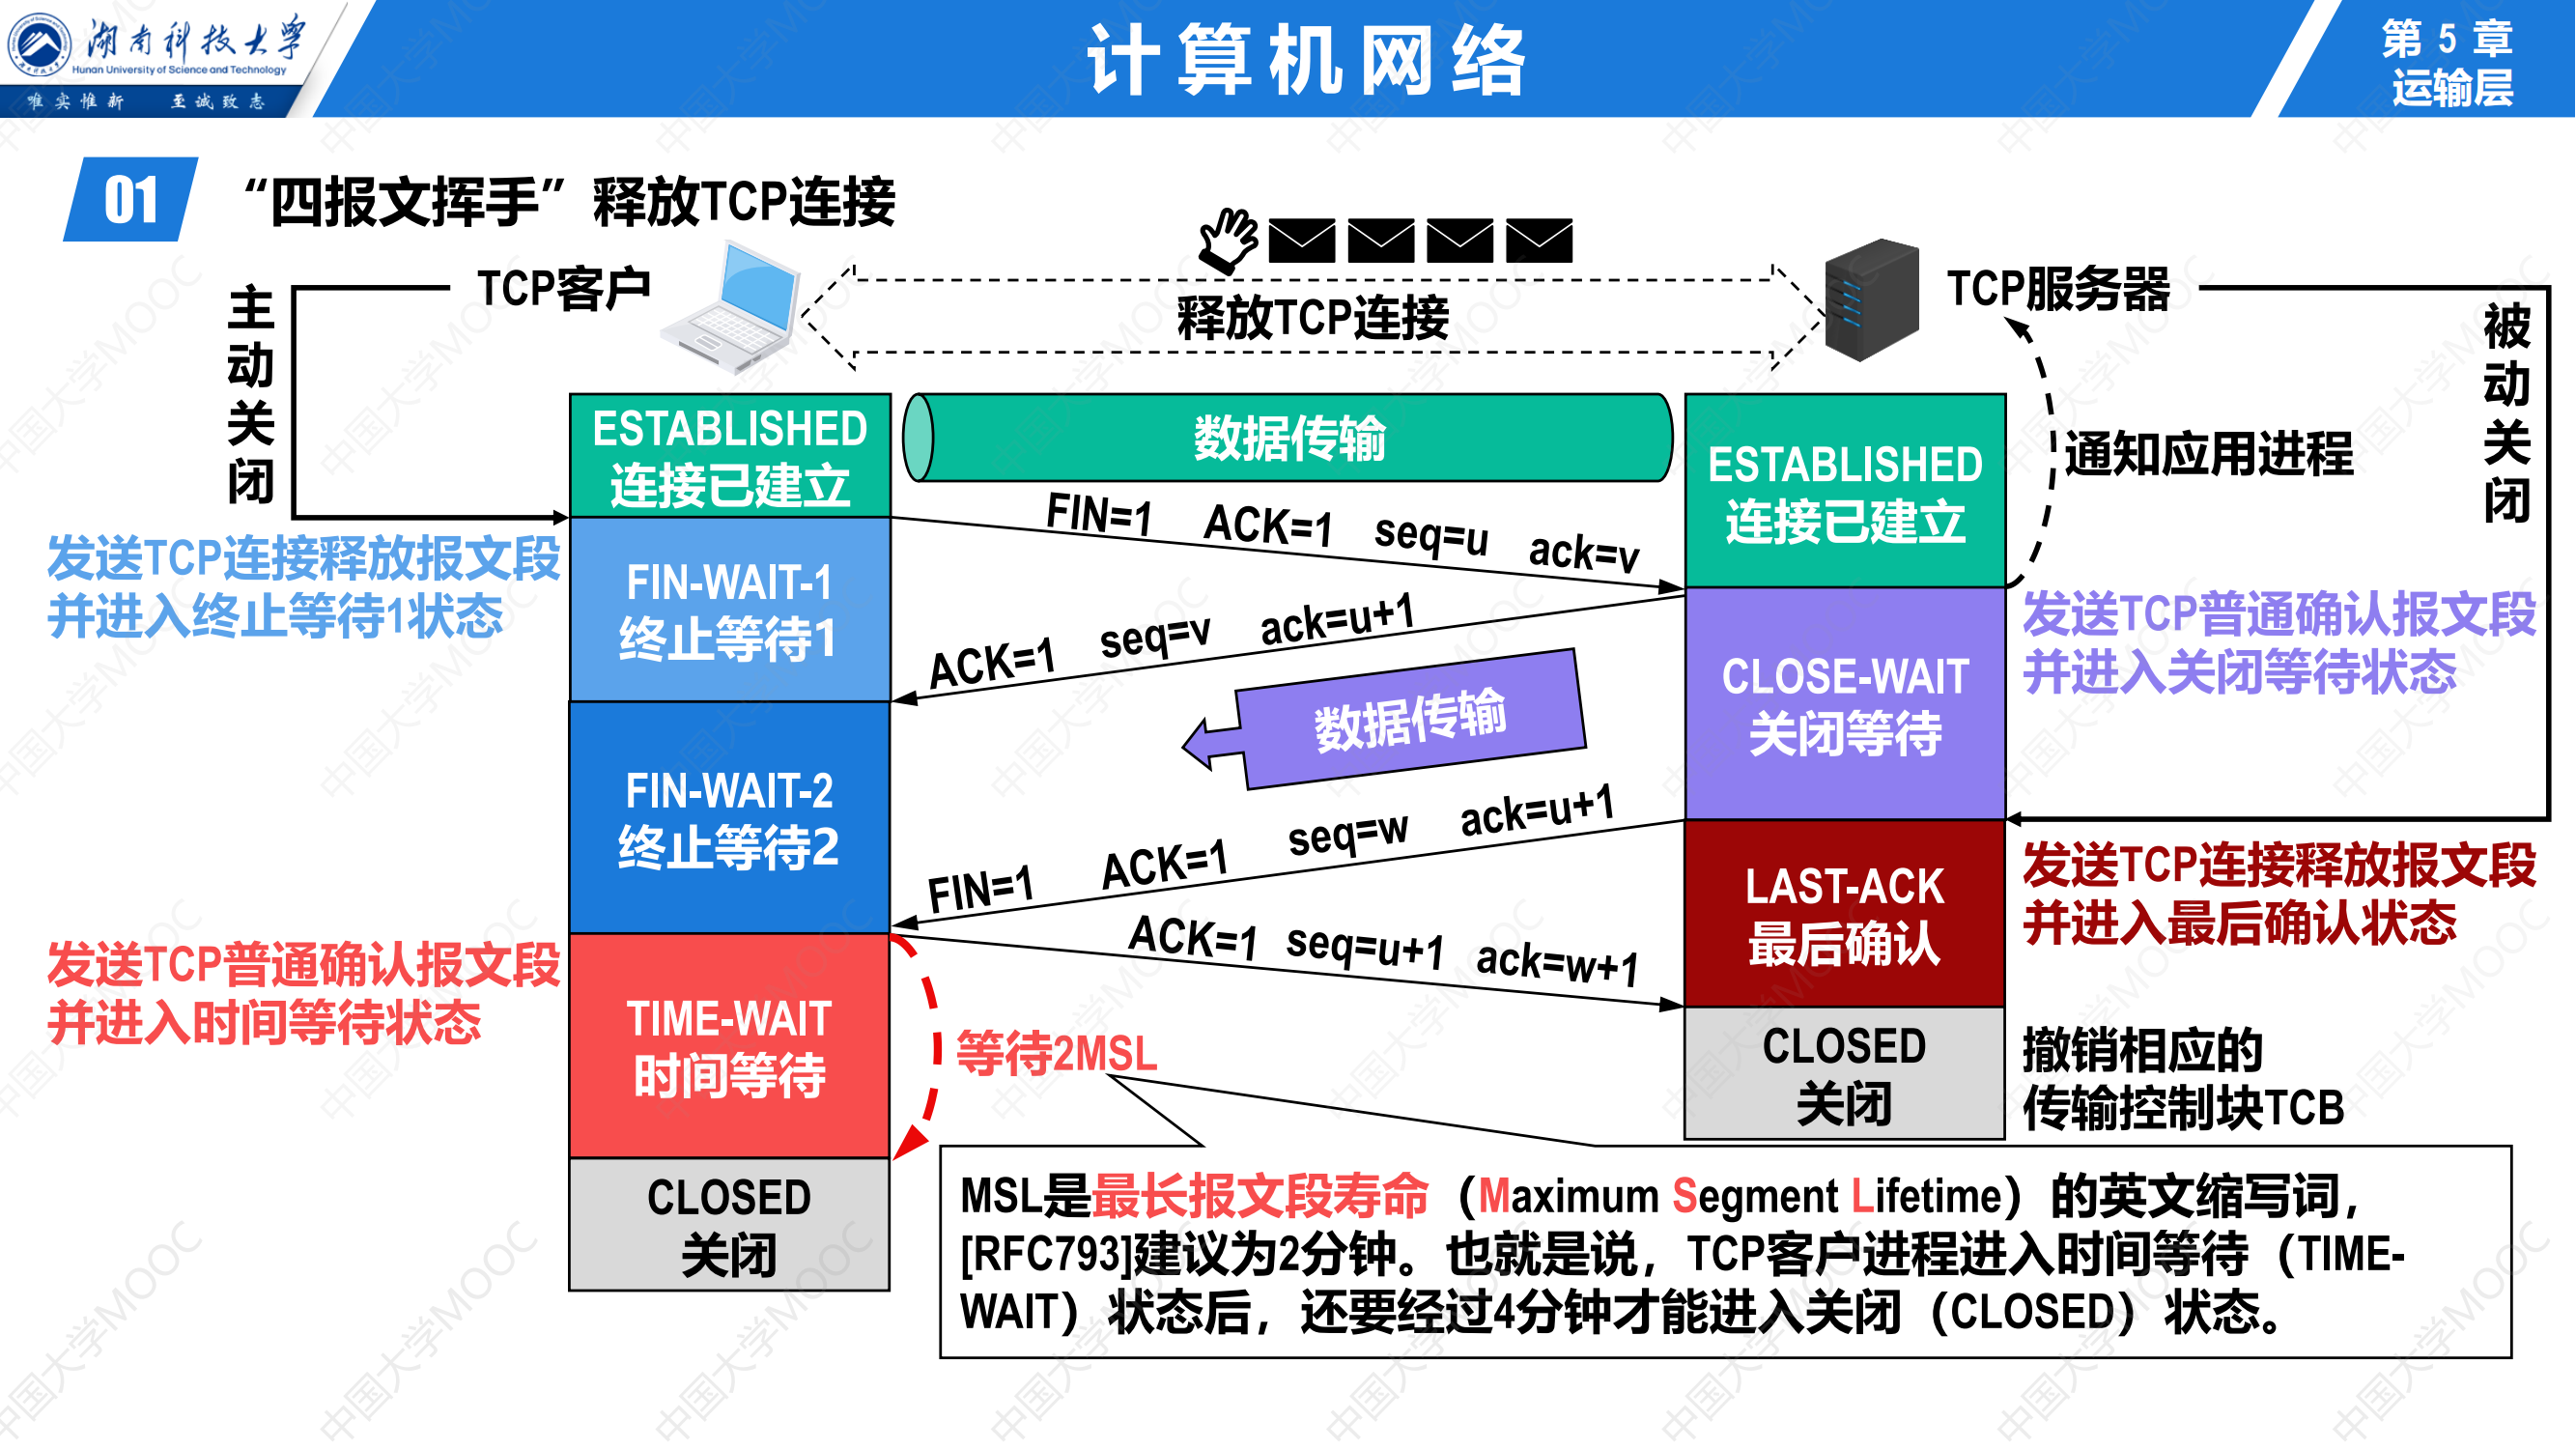 湖南科技大学
Hunan University of Science and Technology
唯实惟新 至诚致志
计算机网络
第 5 章
运输层
01
“四报文挥手”释放TCP连接
TCP客户
释放TCP连接
TCP服务器
主动关闭
被动关闭
ESTABLISHED
连接已建立
数据传输
ESTABLISHED
连接已建立
通知应用进程
FIN=1 ACK=1 seq=u ack=v
发送TCP连接释放报文段
并进入终止等待1状态
FIN-WAIT-1
终止等待1
ACK=1 seq=v ack=u+1
发送TCP普通确认报文段
并进入关闭等待状态
CLOSE-WAIT
关闭等待
数据传输
FIN-WAIT-2
终止等待2
FIN=1 ACK=1 seq=w ack=u+1
LAST-ACK
最后确认
发送TCP连接释放报文段
并进入最后确认状态
ACK=1 seq=u+1 ack=w+1
发送TCP普通确认报文段
并进入时间等待状态
TIME-WAIT
时间等待
等待2MSL
CLOSED
关闭
撤销相应的
传输控制块TCB
CLOSED
关闭
MSL是最长报文段寿命（Maximum Segment Lifetime）的英文缩写词，
[RFC793]建议为2分钟。也就是说，TCP客户进程进入时间等待（TIME-
WAIT）状态后，还要经过4分钟才能进入关闭（CLOSED）状态。
中国大学MOOC